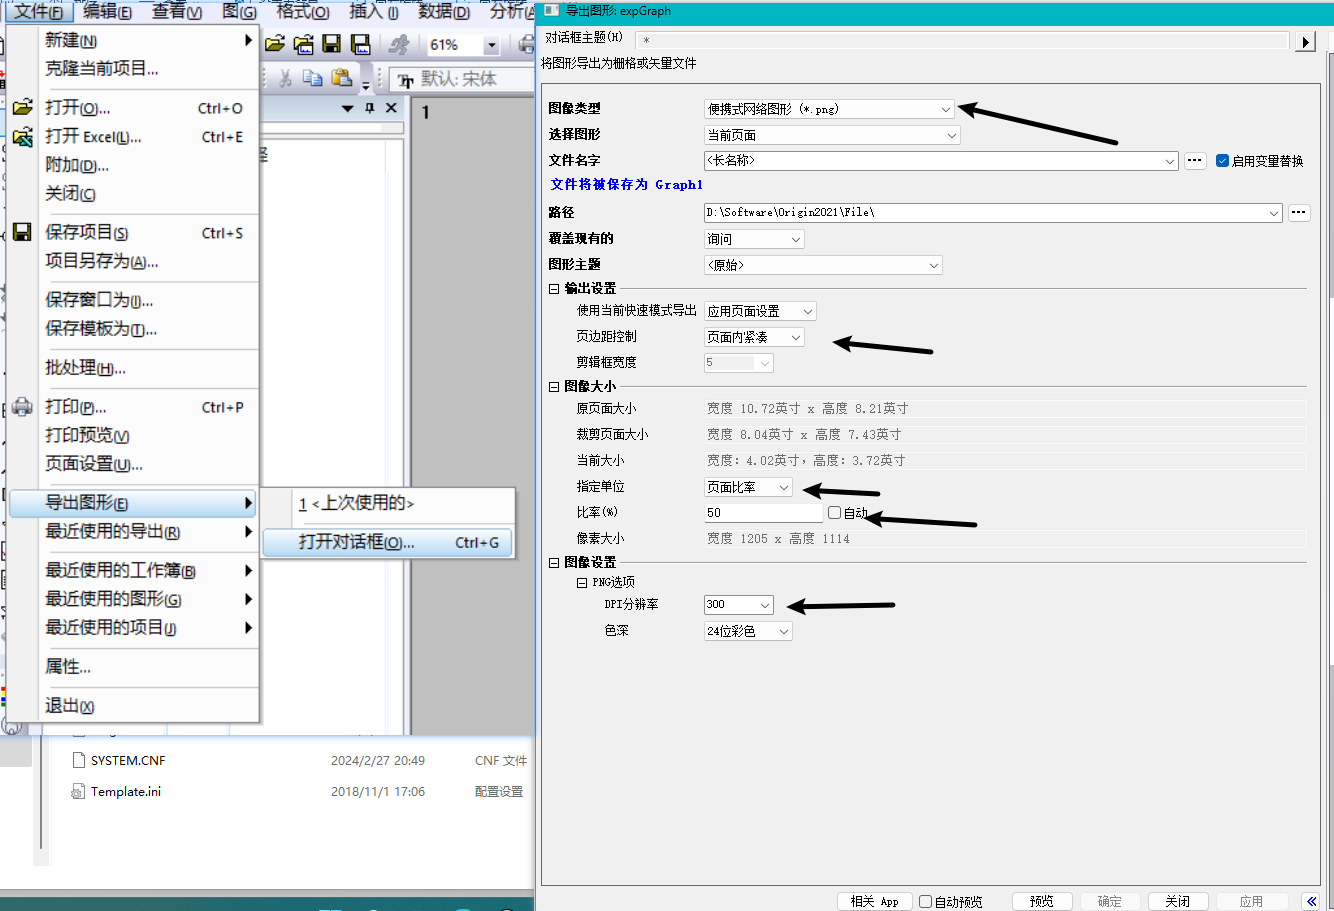 文件(F) 编辑(E) 查看(V) 图(G) 格式(O) 插入(I) 数据(D) 分析(A
新建(N)
克隆当前项目...
打开(O)... Ctrl+O
打开 Excel(L)... Ctrl+E
附加(D)...
关闭(C)
保存项目(S) Ctrl+S
项目另存为(A)...
保存窗口为(I)...
保存模板为(T)...
批处理(H)...
打印(P)... Ctrl+P
打印预览(V)
页面设置(U)...
导出图形(E)
最近使用的导出(R)
最近使用的工作簿(B)
最近使用的图形(G)
最近使用的项目(J)
属性...
退出(X)
1 <上次使用的>
打开对话框(O)... Ctrl+G
61%
默认: 宋体
1
SYSTEM.CNF 2024/2/27 20:49 CNF 文件
Template.ini 2018/11/1 17:06 配置设置
导出图形: expGraph
对话框主题(H) *
将图形导出为栅格或矢量文件
图像类型 便携式网络图形 (*.png)
选择图形 当前页面
文件名字 <长名称> ... 启用变量替换
文件将被保存为 Graph1
路径 D:\Software\Origin2021\File\ ...
覆盖现有的 询问
图形主题 <原始>
输出设置
使用当前快速模式导出 应用页面设置
页边距控制 页面内紧凑
剪辑框宽度 5
图像大小
原页面大小 宽度 10.72英寸 x 高度 8.21英寸
裁剪页面大小 宽度 8.04英寸 x 高度 7.43英寸
当前大小 宽度: 4.02英寸, 高度: 3.72英寸
指定单位 页面比率
比率(%) 50 自动
像素大小 宽度 1205 x 高度 1114
图像设置
PNG选项
DPI分辨率 300
色深 24位彩色
相关 App 自动预览 预览 确定 关闭 应用 «